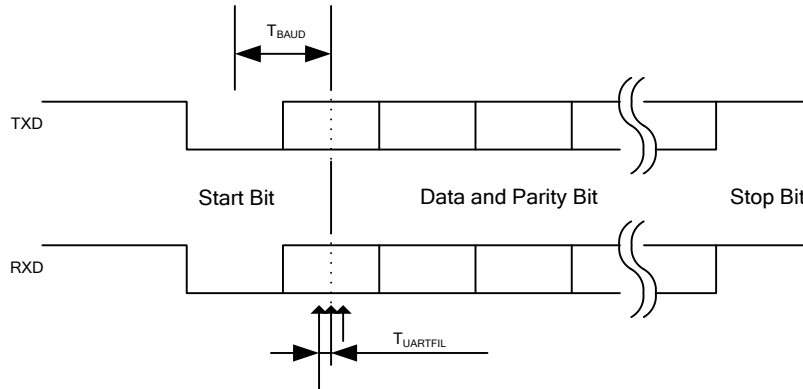 TBAUD
TXD
Start Bit
Data and Parity Bit
Stop Bit
RXD
TUARTFIL